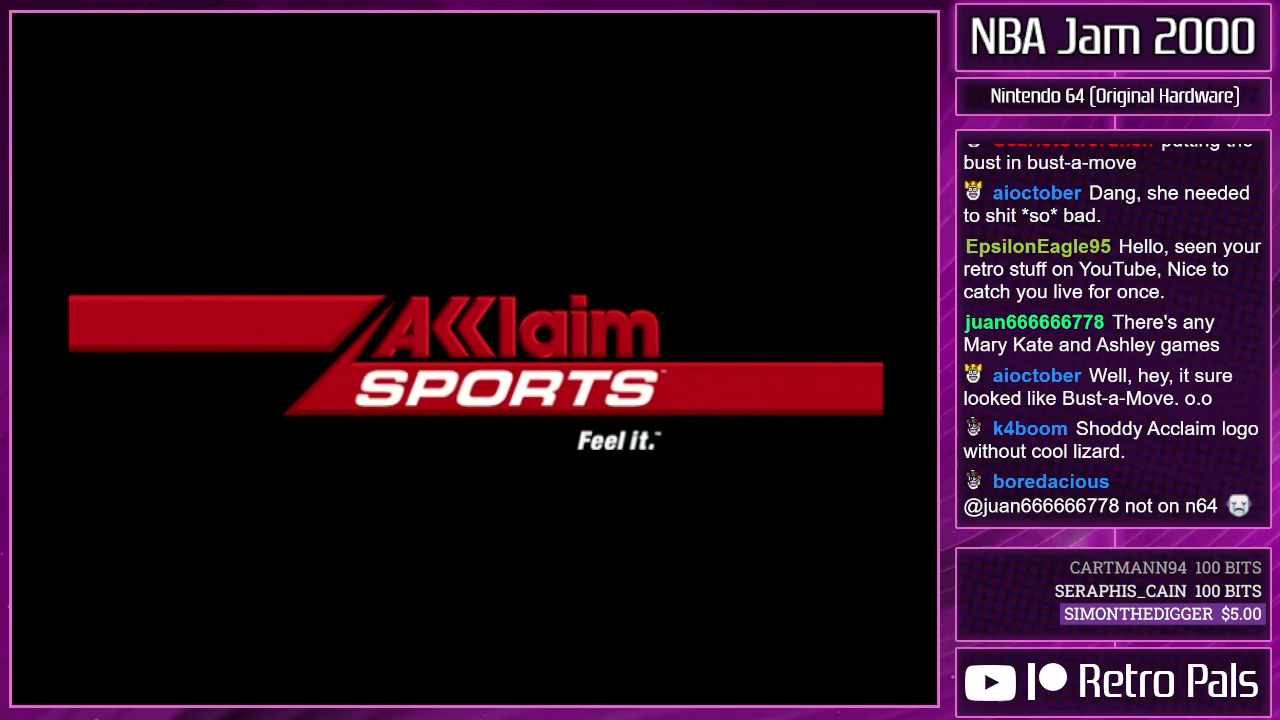 NBA Jam 2000
Nintendo 64 (Original Hardware)
bust in bust-a-move
aioctober Dang, she needed
to shit *so* bad.
EpsilonEagle95 Hello, seen your
retro stuff on YouTube, Nice to
catch you live for once.
juan666666778 There's any
Mary Kate and Ashley games
aioctober Well, hey, it sure
looked like Bust-a-Move. o.o
k4boom Shoddy Acclaim logo
without cool lizard.
boredacious
@juan666666778 not on n64
CARTMANN94 100 BITS
SERAPHIS_CAIN 100 BITS
SIMONTHEDIGGER $5.00
Retro Pals
AKKlaim
SPORTS™
Feel it.™